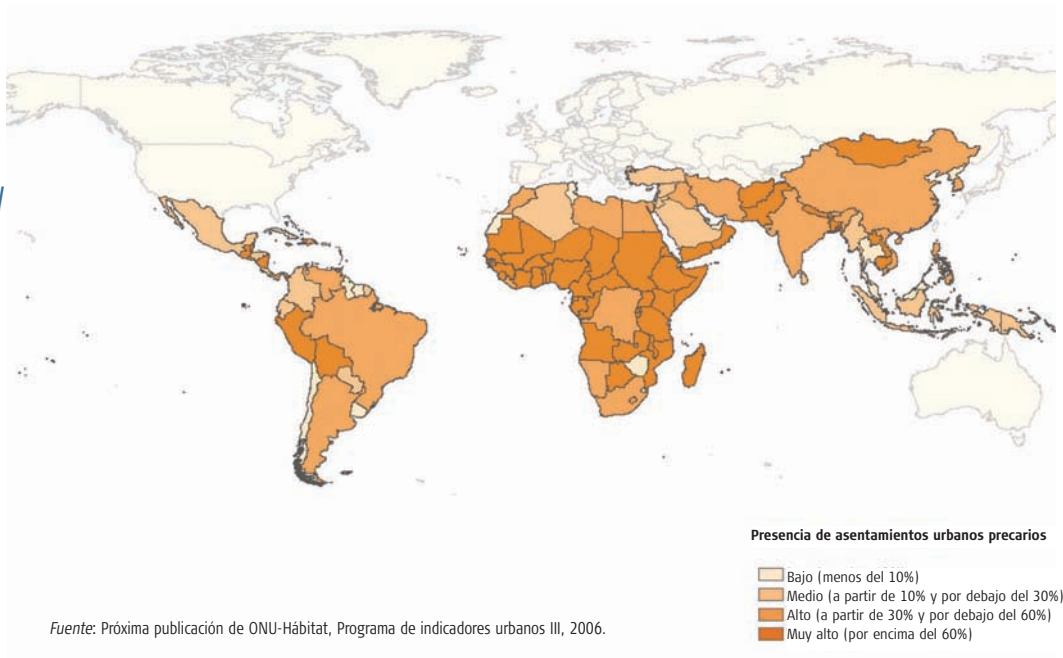 Presencia de asentamientos urbanos precarios
Bajo (menos del 10%)
Medio (a partir de 10% y por debajo del 30%)
Alto (a partir de 30% y por debajo del 60%)
Muy alto (por encima del 60%)
Fuente: Próxima publicación de ONU-Hábitat, Programa de indicadores urbanos III, 2006.